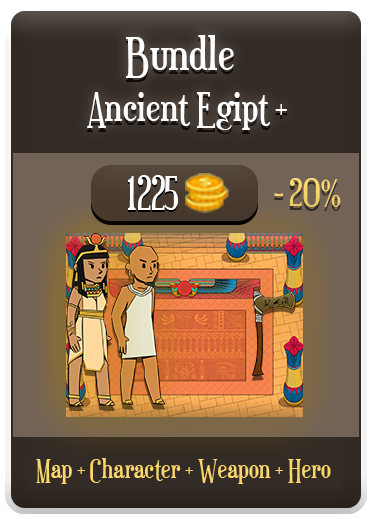 Bundle
Ancient Egipt +
1225 - 20%
Map + Character + Weapon + Hero